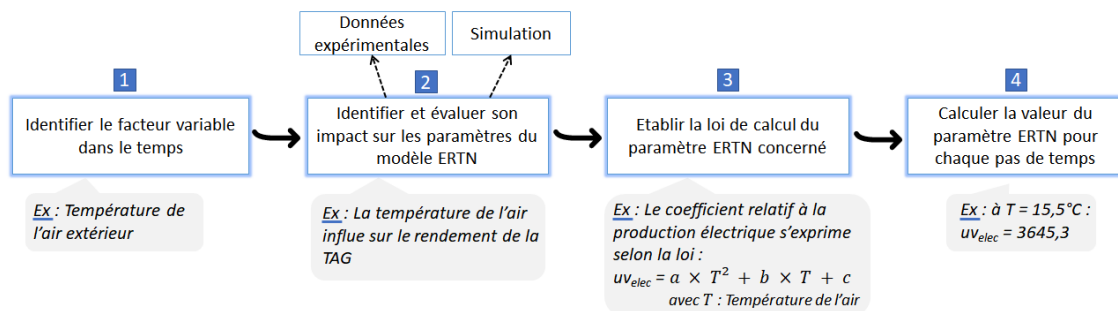 Données
expérimentales
Simulation
1
Identifier le facteur variable
dans le temps
Ex : Température de
l'air extérieur
2
Identifier et évaluer son
impact sur les paramètres du
modèle ERTN
Ex : La température de l'air
influe sur le rendement de la
TAG
3
Etablir la loi de calcul du
paramètre ERTN concerné
Ex : Le coefficient relatif à la
production électrique s'exprime
selon la loi :
uvelec = a × T² + b × T + c
avec T : Température de l'air
4
Calculer la valeur du
paramètre ERTN pour
chaque pas de temps
Ex : à T = 15,5°C :
uvelec = 3645,3